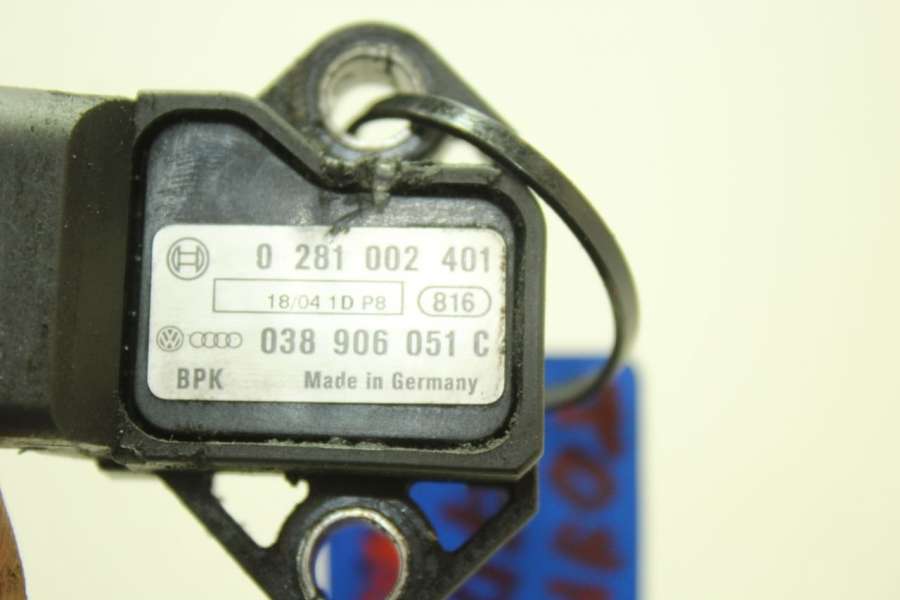 0 281 002 401
18/04 1D P8 816
038 906 051 C
BPK Made in Germany